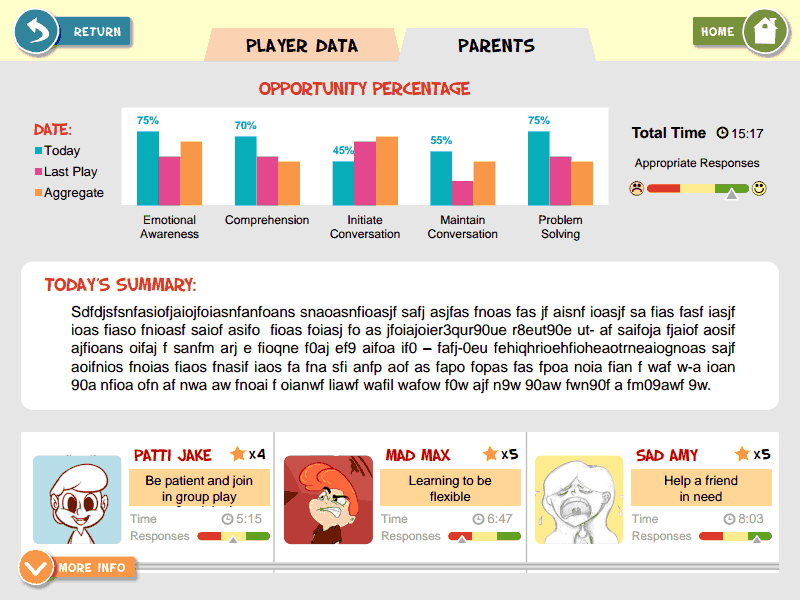 RETURN
PLAYER DATA
PARENTS
HOME
OPPORTUNITY PERCENTAGE
DATE:
Today
Last Play
Aggregate
75%
70%
45%
55%
75%
Emotional
Awareness
Comprehension
Initiate
Conversation
Maintain
Conversation
Problem
Solving
Total Time 15:17
Appropriate Responses
TODAY'S SUMMARY:
Sdfdjsfsnfasiofjaiojfoiasnfanfoans snaoasnfioasjf safj asjfas fnoas fas jf aisnf ioasjf sa fias fasf iasjf
ioas fiaso fnioasf saiof asifo fioas foiasj fo as jfoiajoier3qur90ue r8eut90e ut- af saifoja fjaiof aosif
ajfioans oifaj f sanfm arj e fioqne f0aj ef9 aifoa if0 – fafj-0eu fehiqhrioehfioheaotrneaiognoas sajf
aoifnios fnoias fiaos fnasif iaos fa fna sfi anfp aof as fapo fopas fas fpoa noia fian f waf w-a ioan
90a nfioa ofn af nwa aw fnoai f oianwf liawf wafil wafow f0w ajf n9w 90aw fwn90f a fm09awf 9w.
PATTI JAKE x4
Be patient and join
in group play
Time 5:15
Responses
MAD MAX x5
Learning to be
flexible
Time 6:47
Responses
SAD AMY x5
Help a friend
in need
Time 8:03
Responses
MORE INFO